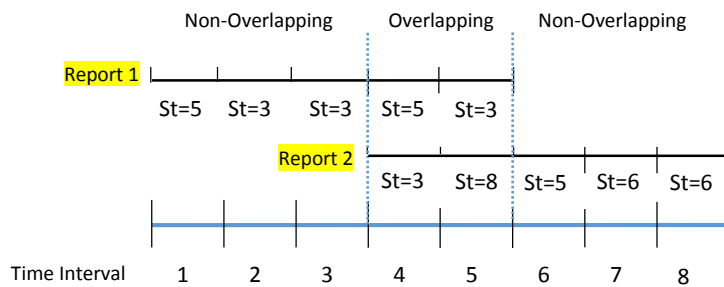 Non-Overlapping Overlapping Non-Overlapping
Report 1
St=5 St=3 St=3 St=5 St=3
Report 2
St=3 St=8 St=5 St=6 St=6
Time Interval 1 2 3 4 5 6 7 8